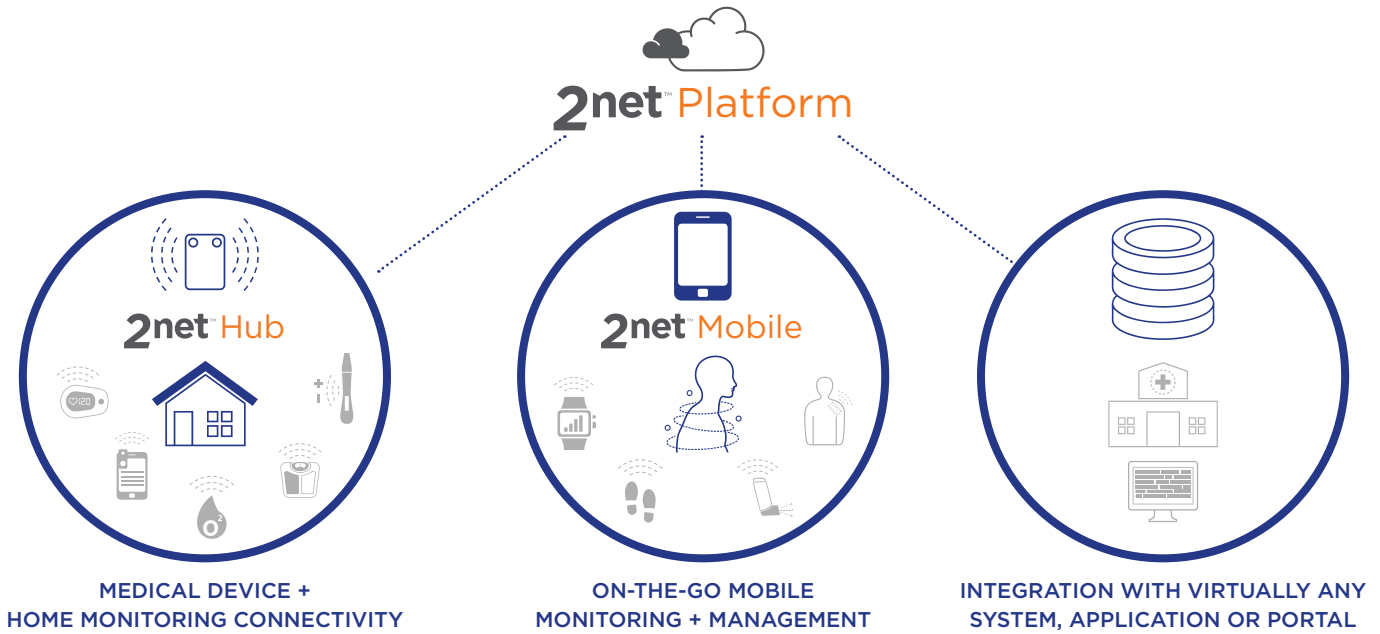 2net™ Platform
2net™ Hub
♡120
+
O2
2net™ Mobile
MEDICAL DEVICE +
HOME MONITORING CONNECTIVITY
ON-THE-GO MOBILE
MONITORING + MANAGEMENT
INTEGRATION WITH VIRTUALLY ANY
SYSTEM, APPLICATION OR PORTAL